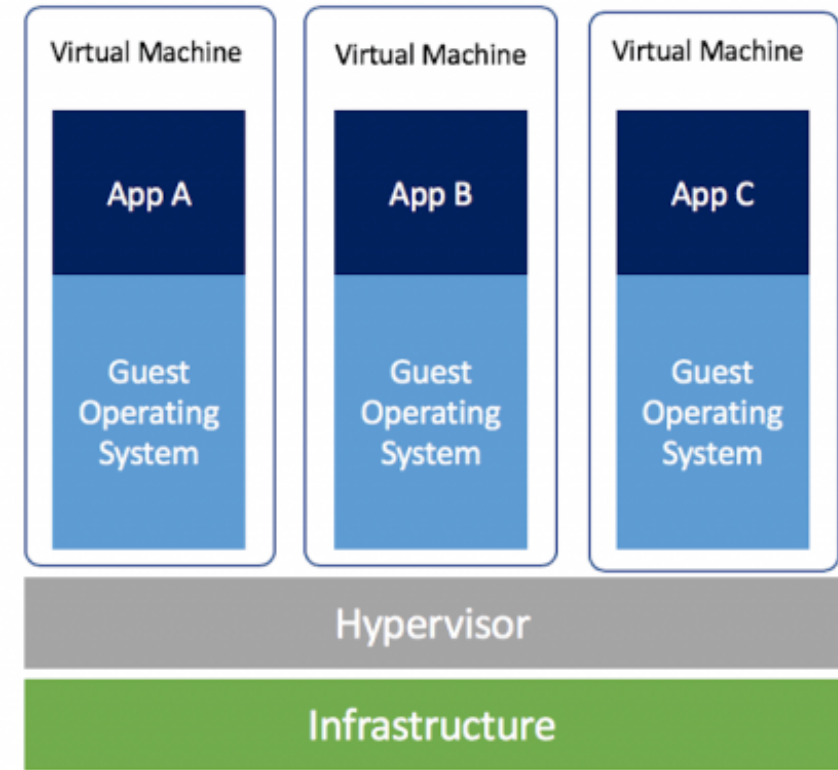 Virtual Machine
Virtual Machine
Virtual Machine
App A
App B
App C
Guest
Operating
System
Guest
Operating
System
Guest
Operating
System
Hypervisor
Infrastructure